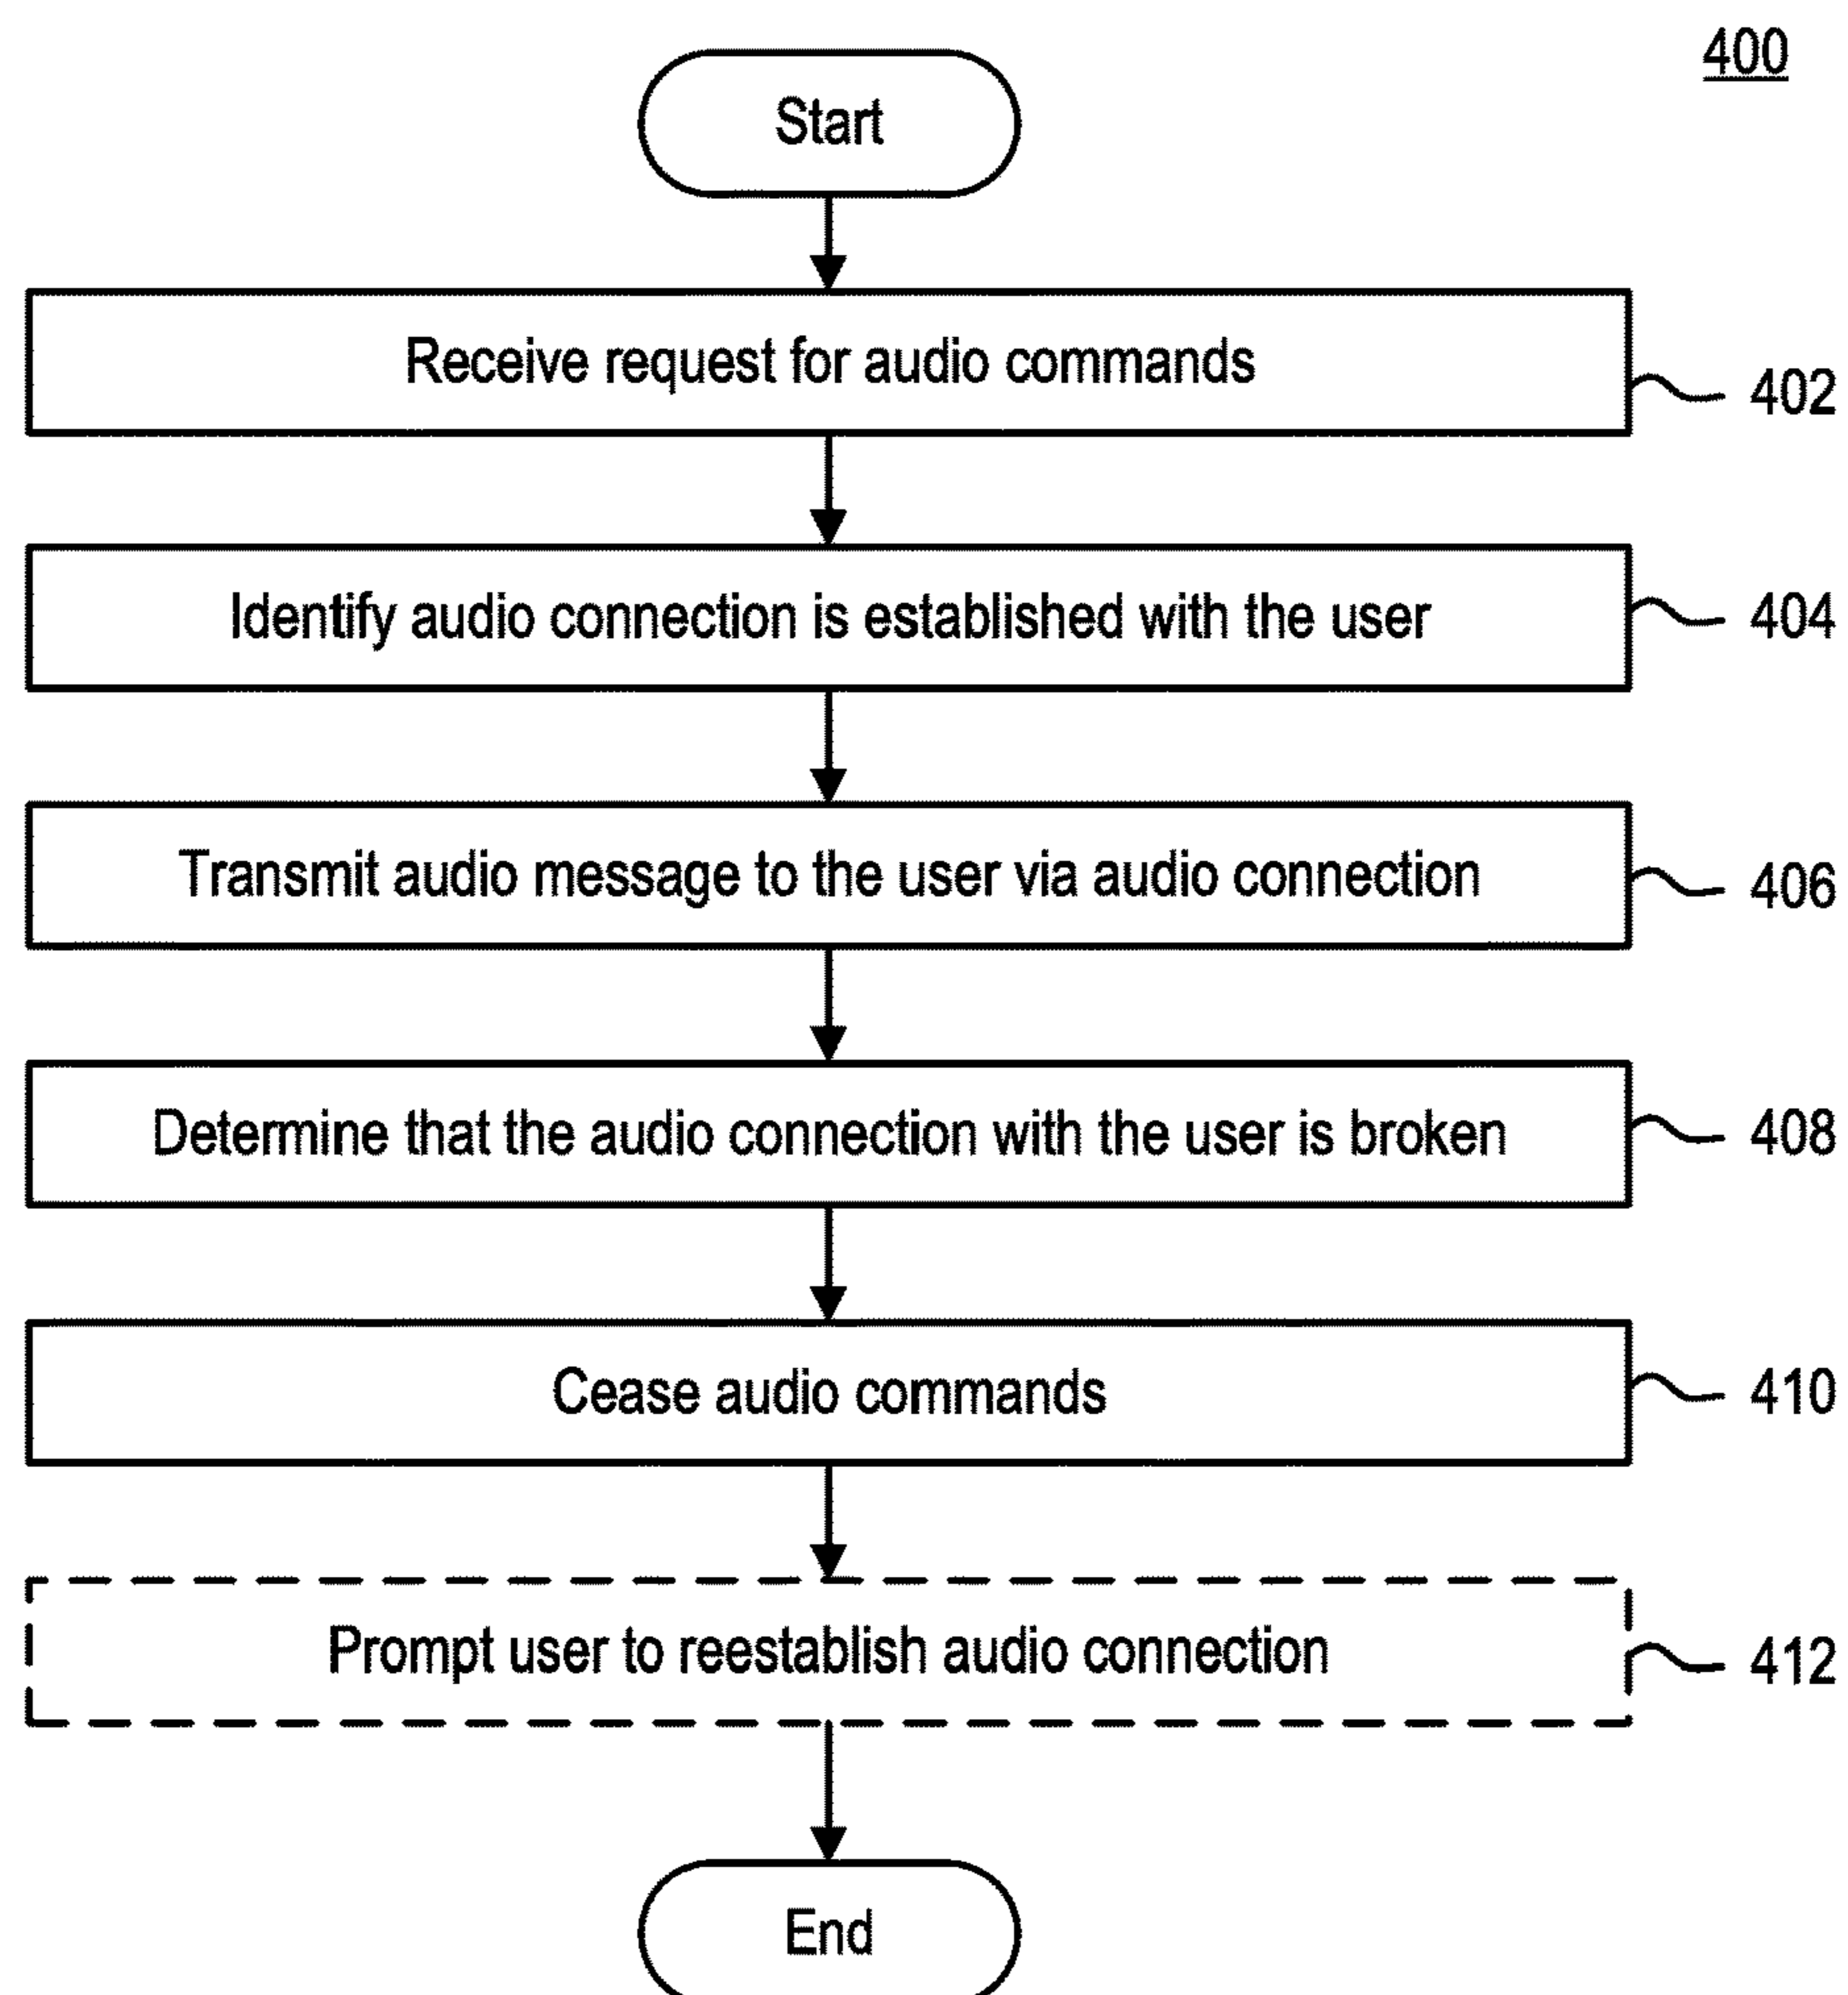 400
Start
Receive request for audio commands
402
Identify audio connection is established with the user
404
Transmit audio message to the user via audio connection
406
Determine that the audio connection with the user is broken
408
Cease audio commands
410
Prompt user to reestablish audio connection
412
End